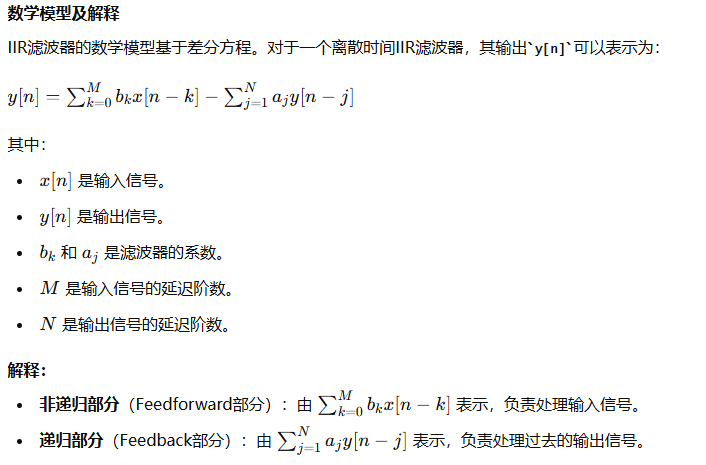 数学模型及解释
IIR滤波器的数学模型基于差分方程。对于一个离散时间IIR滤波器，其输出`y[n]`可以表示为：
y[n] = ∑_{k=0}^{M} b_k x[n − k] − ∑_{j=1}^{N} a_j y[n − j]
其中：
• x[n] 是输入信号。
• y[n] 是输出信号。
• b_k 和 a_j 是滤波器的系数。
• M 是输入信号的延迟阶数。
• N 是输出信号的延迟阶数。
解释：
• 非递归部分（Feedforward部分）：由 ∑_{k=0}^{M} b_k x[n − k] 表示，负责处理输入信号。
• 递归部分（Feedback部分）：由 ∑_{j=1}^{N} a_j y[n − j] 表示，负责处理过去的输出信号。